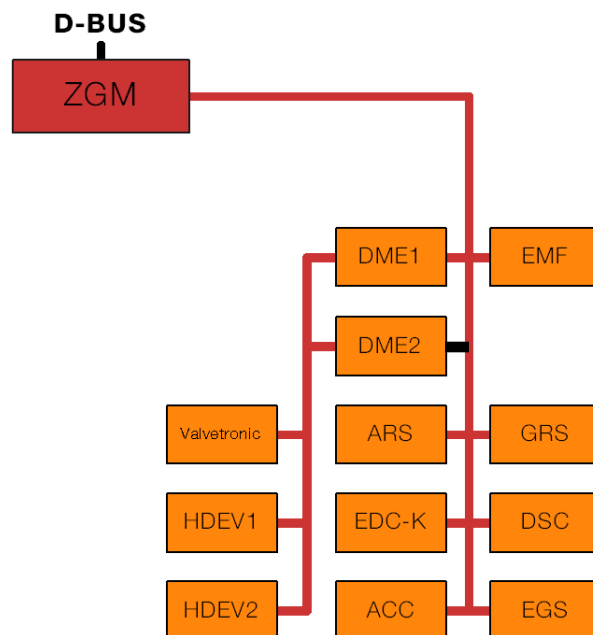 D-BUS
ZGM
DME1
EMF
DME2
Valvetronic
ARS
GRS
HDEV1
EDC-K
DSC
HDEV2
ACC
EGS